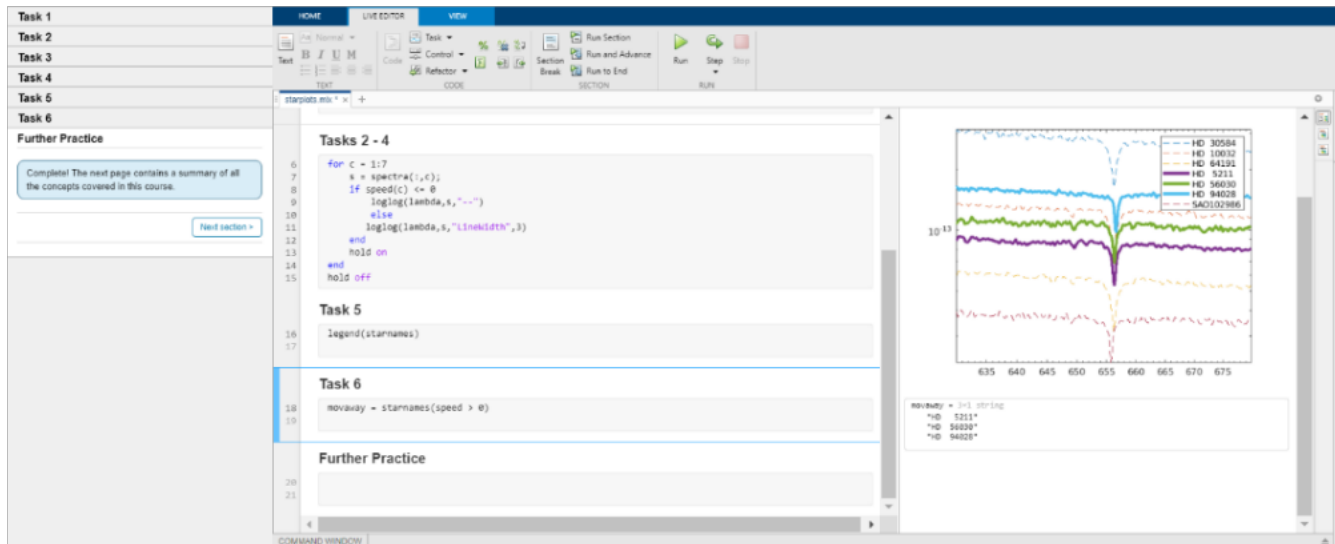 Task 1
Task 2
Task 3
Task 4
Task 5
Task 6
Further Practice
Complete! The next page contains a summary of all
the concepts covered in this course.
Next section >
HOME LIVE EDITOR VIEW
Text
Normal
B I U M
TEXT
Code
Task
Control
Refactor
CODE
Section
Break
Run Section
Run and Advance
Run to End
SECTION
Run
Step
Stop
RUN
starplots.mlx * × +
Tasks 2 - 4
6 for c = 1:7
7 s = spectra(:,c);
8 if speed(c) <= 0
9 loglog(lambda,s,"--")
10 else
11 loglog(lambda,s,"LineWidth",3)
12 end
13 hold on
14 end
15 hold off
Task 5
16 legend(starnames)
17
Task 6
18 movaway = starnames(speed > 0)
19
Further Practice
20
21
COMMAND WINDOW
HD 30584
HD 10032
HD 64191
HD 5211
HD 56030
HD 94028
SAO102986
10-13
635 640 645 650 655 660 665 670 675
movaway = 3×1 string
"HD 5211"
"HD 56030"
"HD 94028"